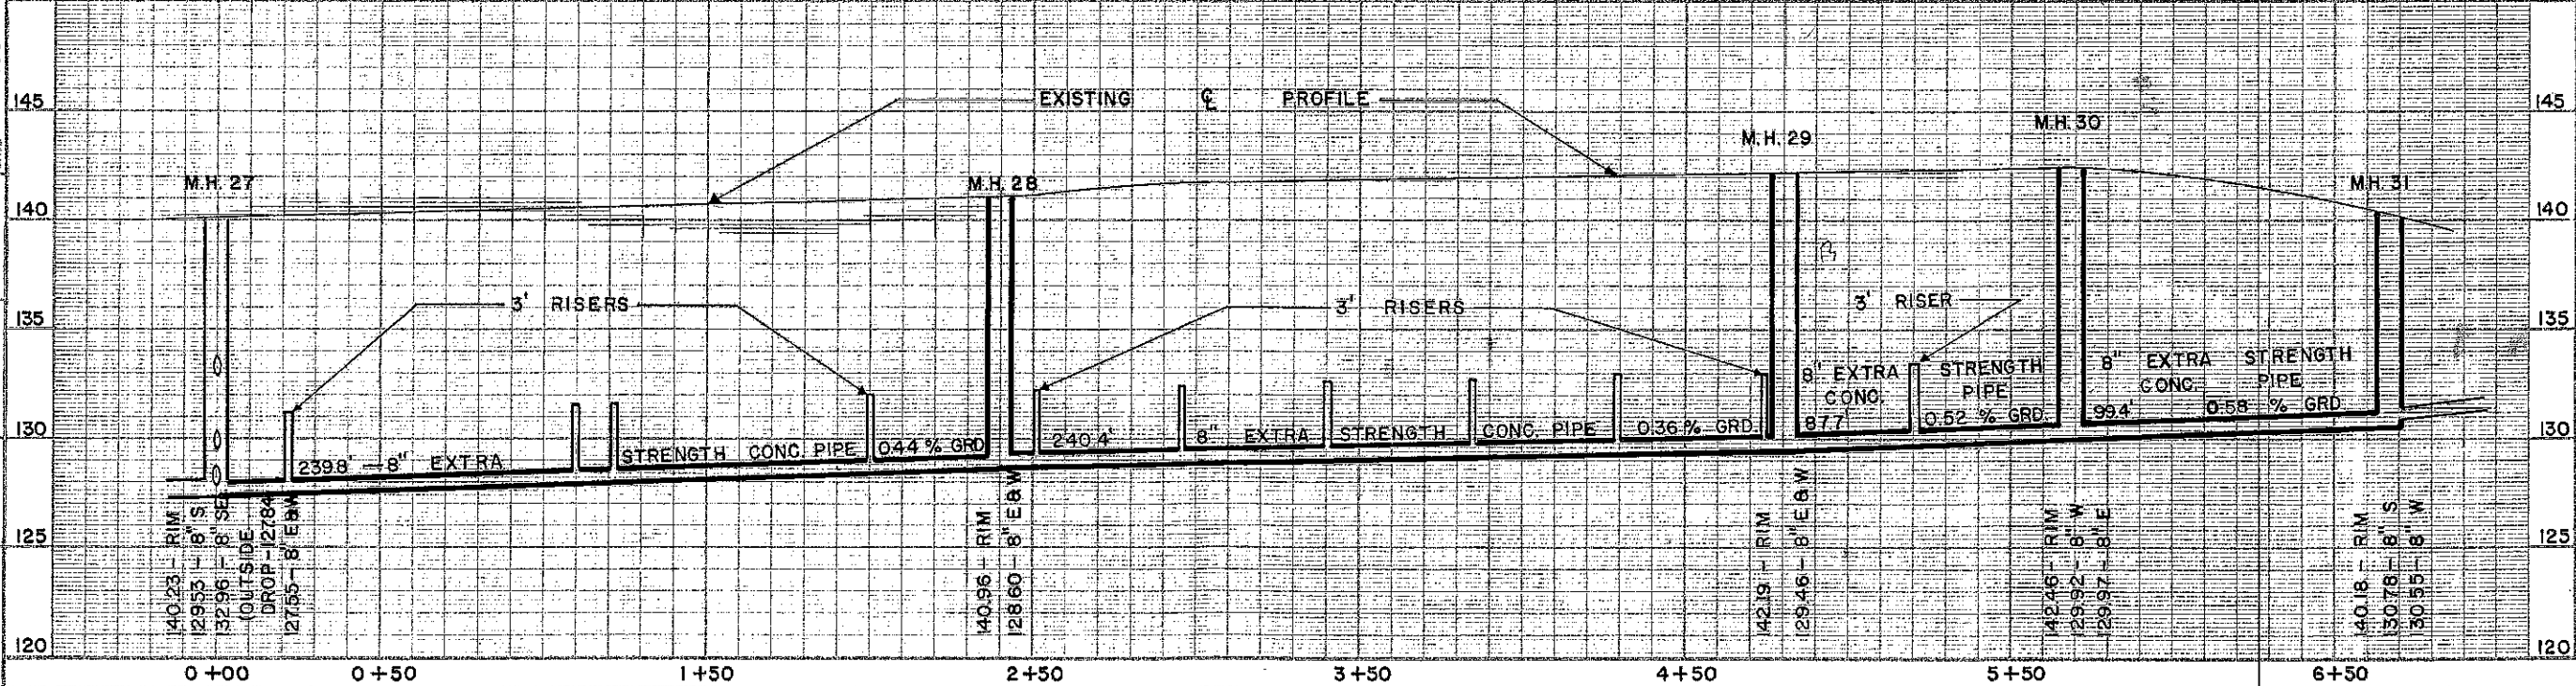 145
EXISTING ℄ PROFILE
145
M.H. 27
M.H. 28
M.H. 29
M.H. 30
M.H. 31
140
140
135
3' RISERS
3' RISERS
3' RISER
135
130
239.8' — 8" EXTRA STRENGTH CONC. PIPE 0.44 % GRD
240.4' 8" EXTRA STRENGTH CONC. PIPE 0.36 % GRD.
8" EXTRA STRENGTH
CONC. PIPE
87.7' 0.52 % GRD.
8" EXTRA STRENGTH
CONC. PIPE
99.4' 0.58 % GRD
130
125
140.23 - RIM
129.53 - 8" S
132.96 - 8" SE
(OUTSIDE
DROP - 127.84
127.55 - 8" E&W
140.96 - RIM
128.60 - 8" E&W
142.19 - RIM
129.46 - 8" E&W
142.46 - RIM
129.92 - 8" W
129.97 - 8" E
140.18 - RIM
130.78 - 8" S
130.55 - 8" W
125
120
120
0+00 0+50 1+50 2+50 3+50 4+50 5+50 6+50